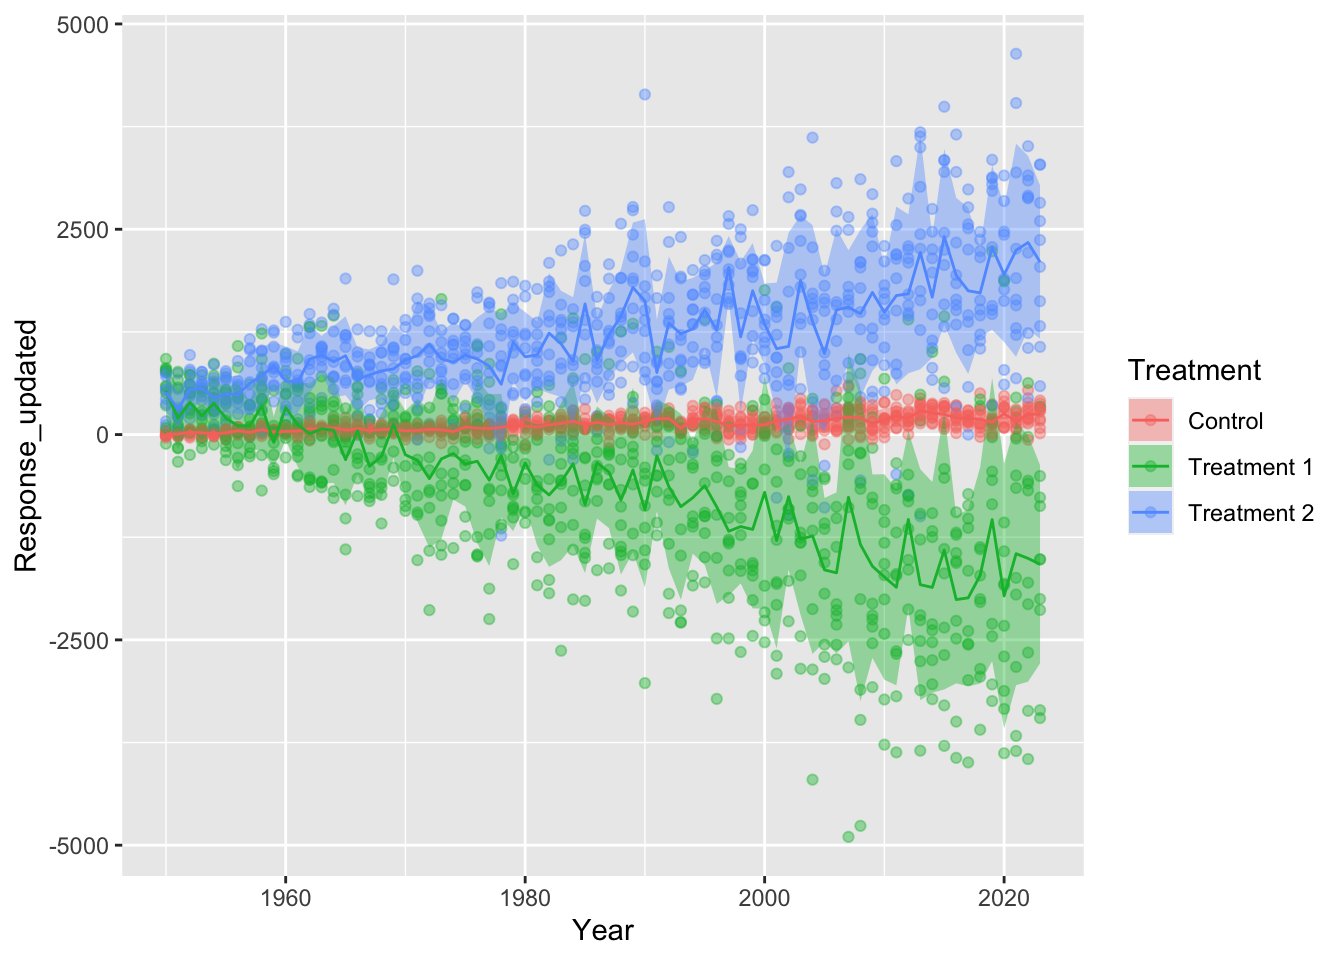 5000
2500
0
-2500
-5000
Response_updated
1960
1980
2000
2020
Year
Treatment
Control
Treatment 1
Treatment 2